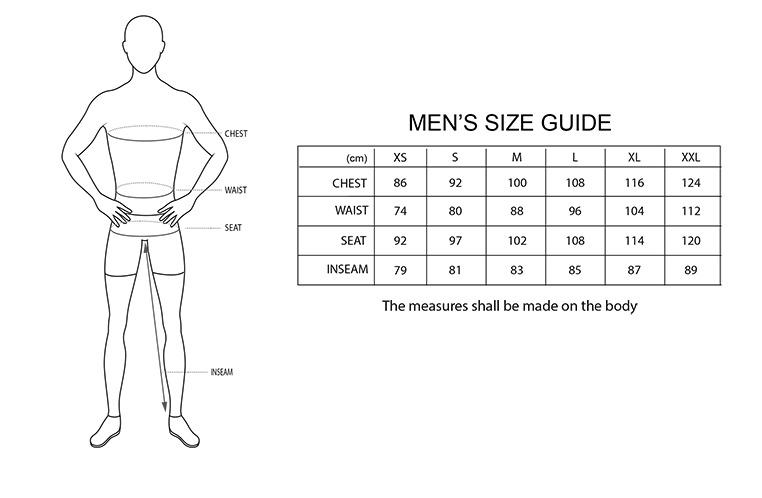 MEN'S SIZE GUIDE
(cm) XS S M L XL XXL
CHEST 86 92 100 108 116 124
WAIST 74 80 88 96 104 112
SEAT 92 97 102 108 114 120
INSEAM 79 81 83 85 87 89
The measures shall be made on the body
CHEST
WAIST
SEAT
INSEAM